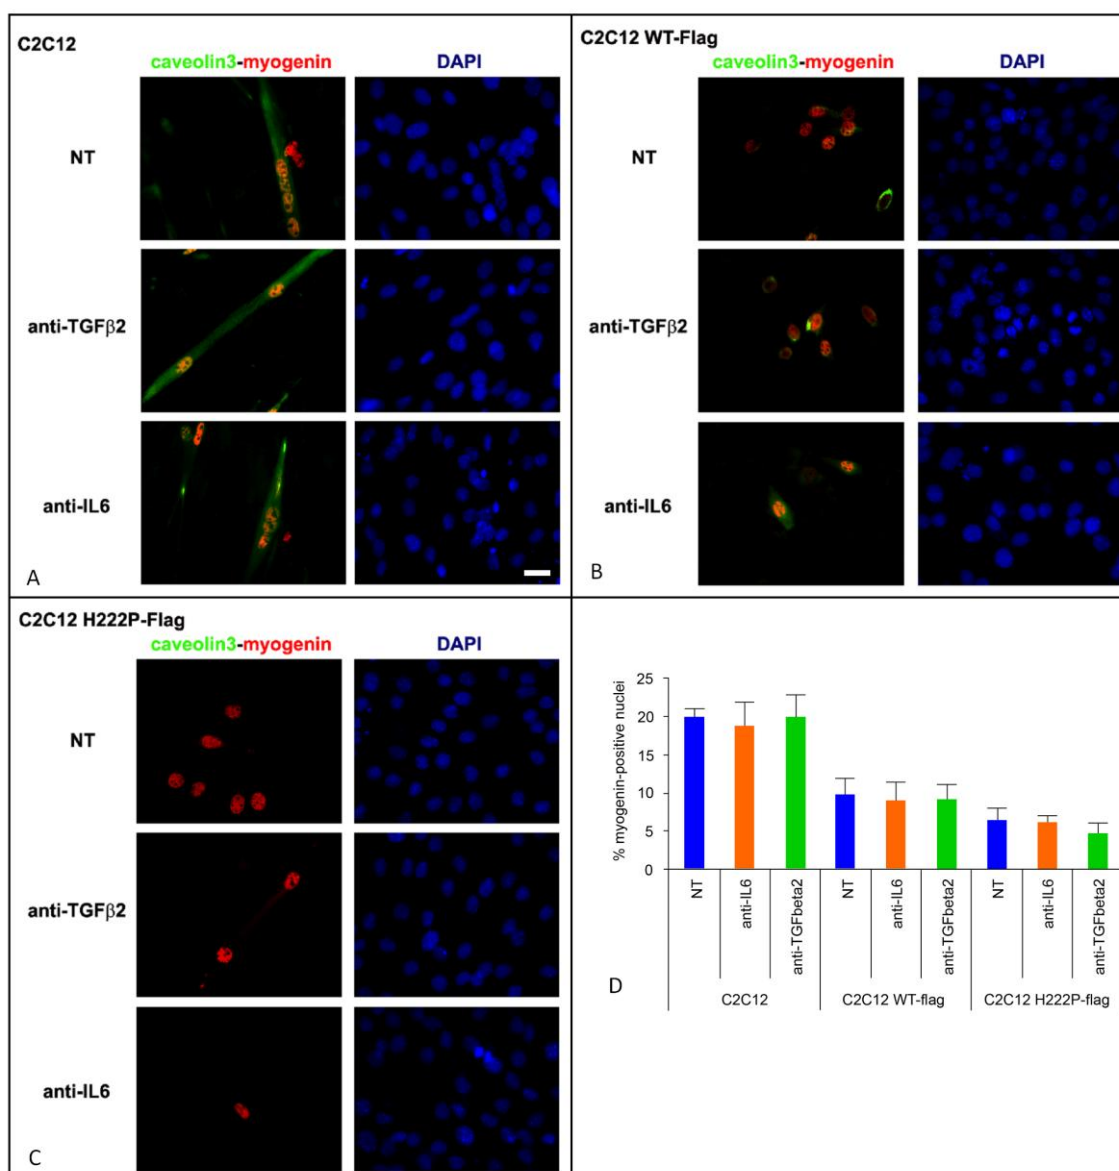 C2C12
caveolin3-myogenin DAPI
NT
anti-TGFβ2
anti-IL6
A
C2C12 WT-Flag
caveolin3-myogenin DAPI
NT
anti-TGFβ2
anti-IL6
B
C2C12 H222P-Flag
caveolin3-myogenin DAPI
NT
anti-TGFβ2
anti-IL6
C
% myogenin-positive nuclei
25
20
15
10
5
0
NT
anti-IL6
anti-TGFbeta2
NT
anti-IL6
anti-TGFbeta2
NT
anti-IL6
anti-TGFbeta2
C2C12 C2C12 WT-flag C2C12 H222P-flag
D